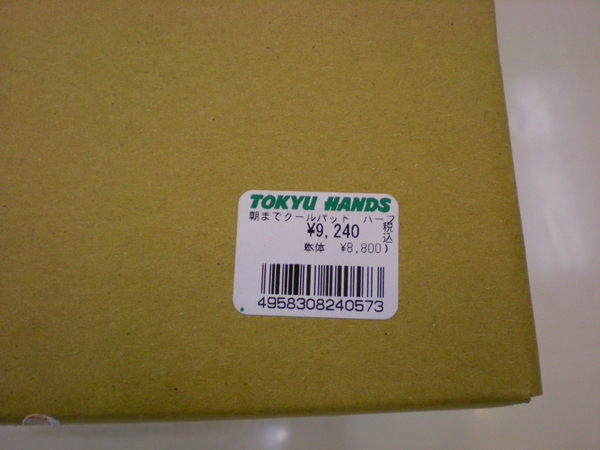 TOKYU HANDS
朝までクールパット ハーフ
¥9,240 税込
(本体 ¥8,800)
4958308240573